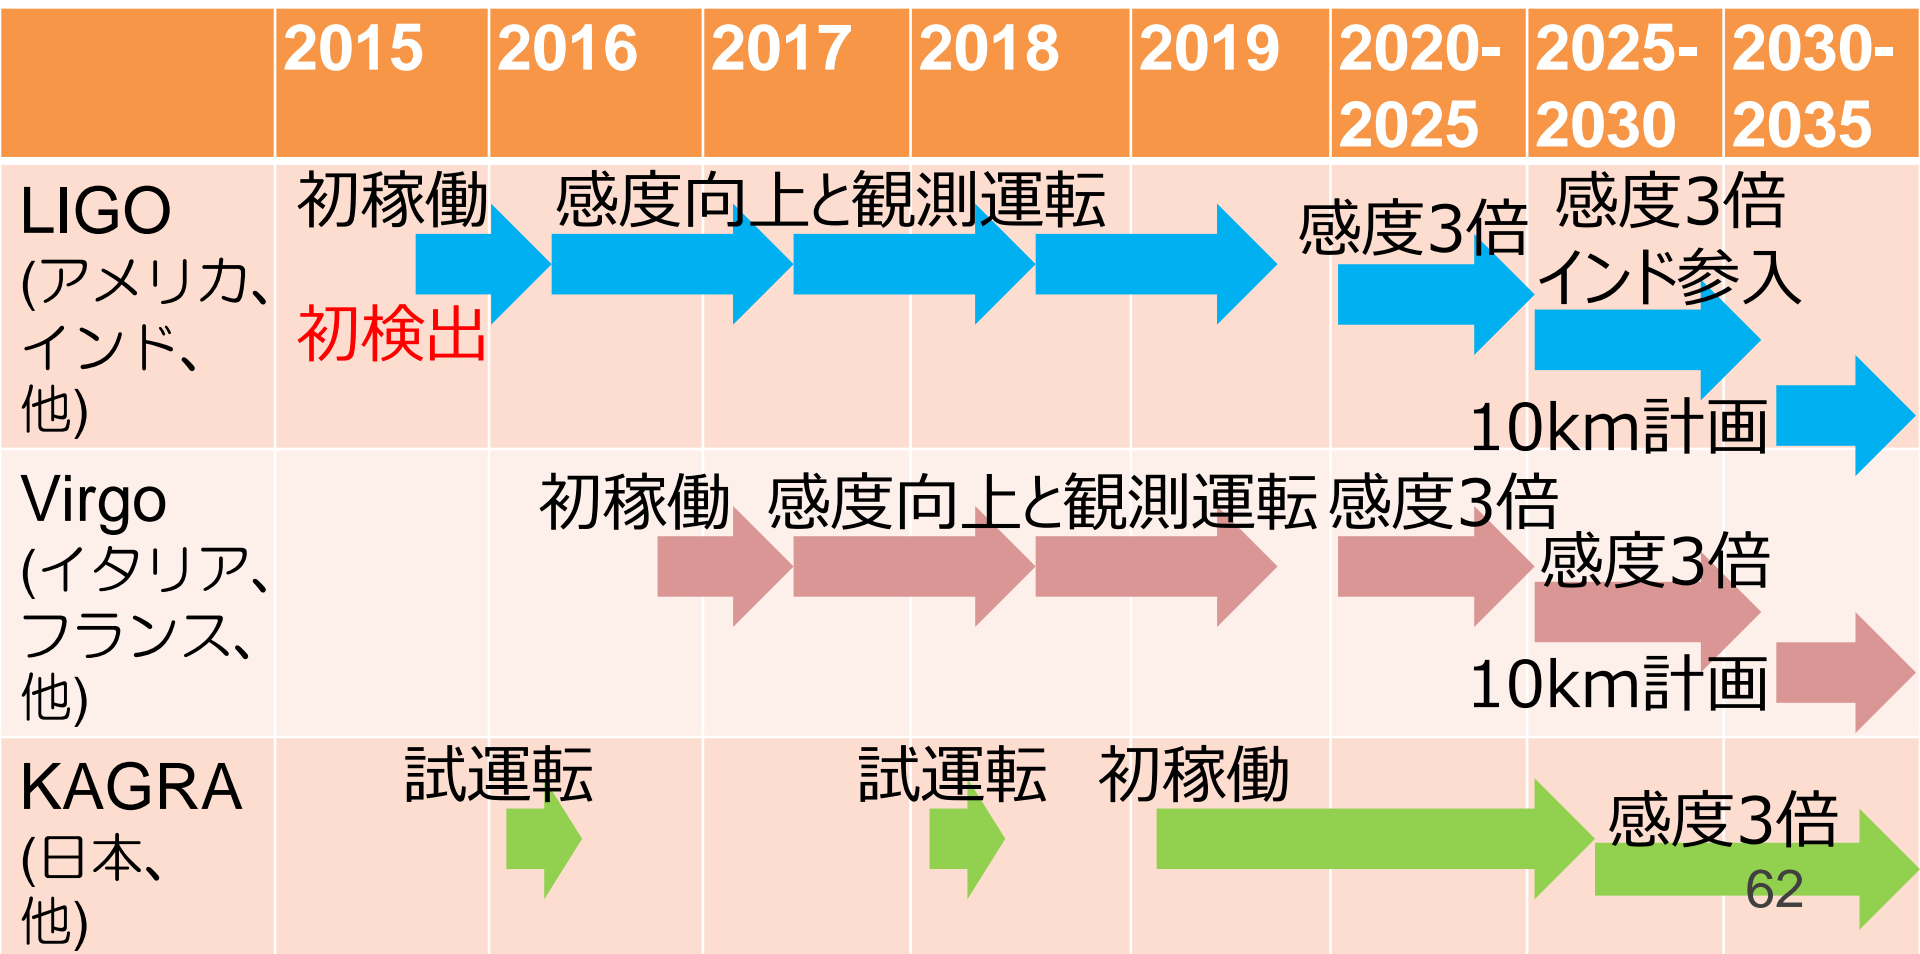 2015 2016 2017 2018 2019 2020- 2025- 2030-
2025 2030 2035
LIGO
(アメリカ、
インド、
他)
初稼働
初検出
感度向上と観測運転
感度3倍
感度3倍
インド参入
10km計画
Virgo
(イタリア、
フランス、
他)
初稼働
感度向上と観測運転
感度3倍
感度3倍
10km計画
KAGRA
(日本、
他)
試運転
試運転
初稼働
感度3倍
62